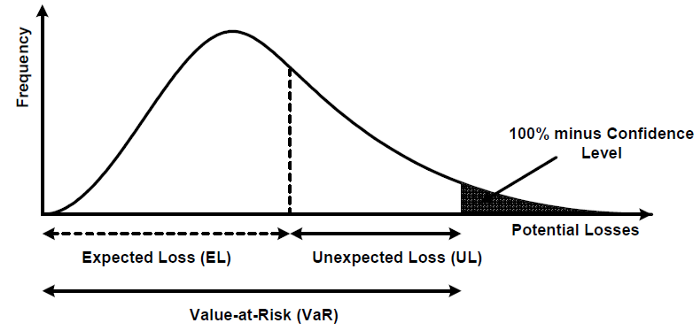 Frequency
100% minus Confidence
Level
Potential Losses
Expected Loss (EL)
Unexpected Loss (UL)
Value-at-Risk (VaR)